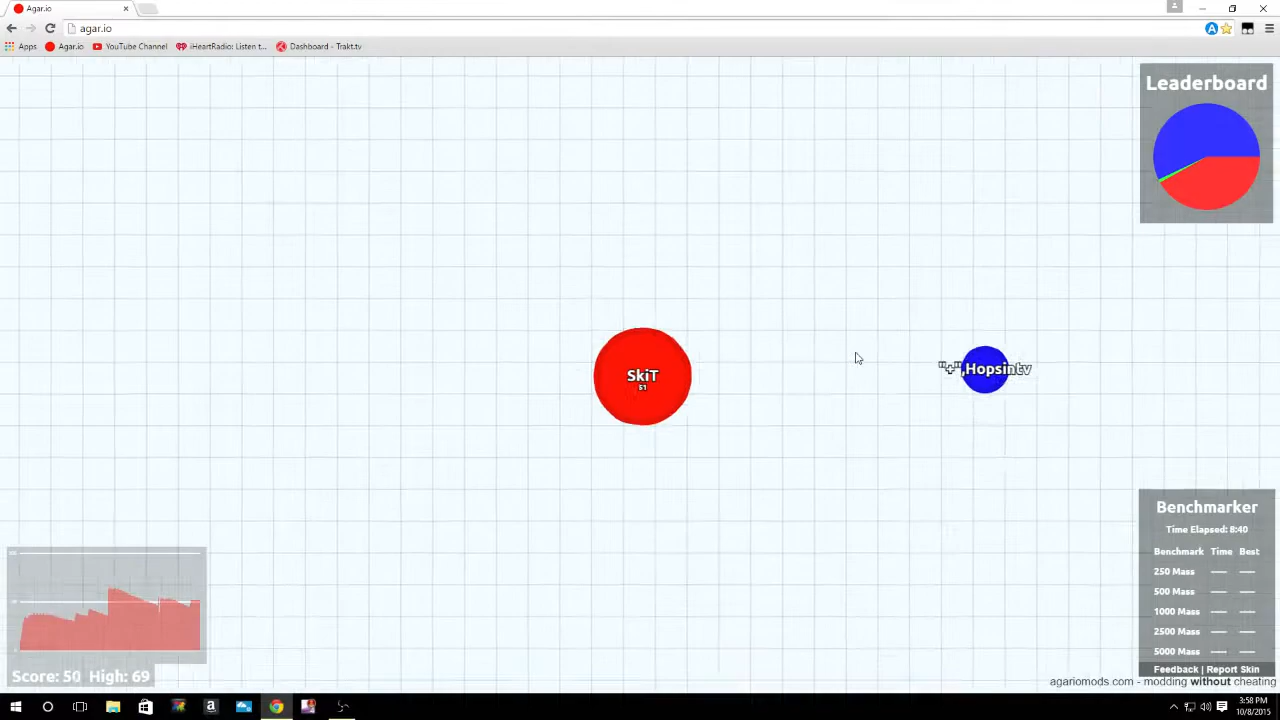 Agar.io
agar.io
Apps Agar.io YouTube Channel iHeartRadio: Listen t... Dashboard - Trakt.tv
Leaderboard
SkiT
51
"÷",Hopsintv
Benchmarker
Time Elapsed: 8:40
Benchmark Time Best
250 Mass
500 Mass
1000 Mass
2500 Mass
5000 Mass
Feedback | Report Skin
Score: 50 High: 69
agariomods.com - modding without cheating
3:58 PM
10/8/2015